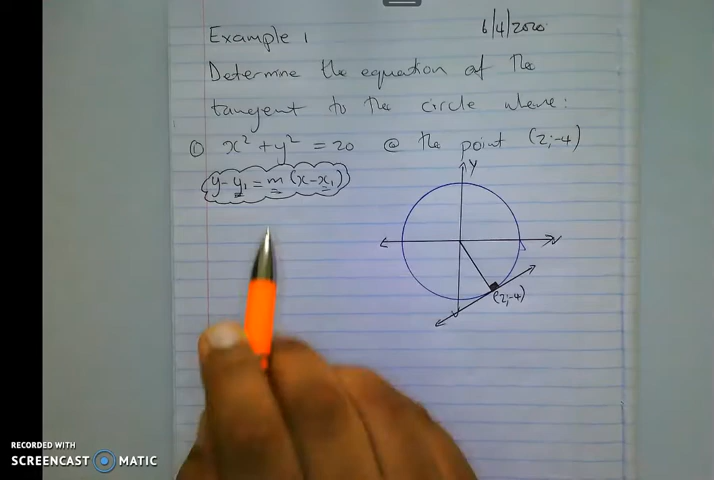 Example 1
6/4/2020
Determine the equation of the
tangent to the circle where:
① x² + y² = 20 @ the point (2;-4)
y - y₁ = m (x - x₁)
y
(2;-4)
RECORDED WITH
SCREENCAST MATIC